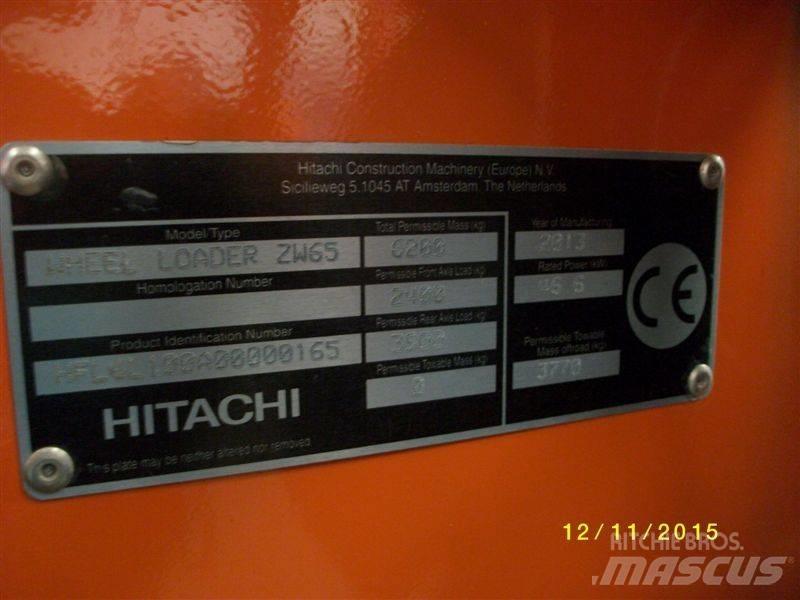 Hitachi Construction Machinery (Europe) N.V.
Sicilieweg 5.1045 AT Amsterdam, The Netherlands
Model/Type
WHEEL LOADER ZW65
Homologation Number
Product Identification Number
HITACHI
This plate may be neither altered nor removed
Total Permissible Mass (kg)
6200
Permissible Front Axle Load (kg)
2400
Permissible Rear Axle Load (kg)
Permissible Towable Mass (kg)
0
Year of Manufacturing
2013
Rated Power (kW)
Permissible Towable
Mass offroad (kg)
3770
CE
12/11/2015
RITCHIE BROS.
MASCUS